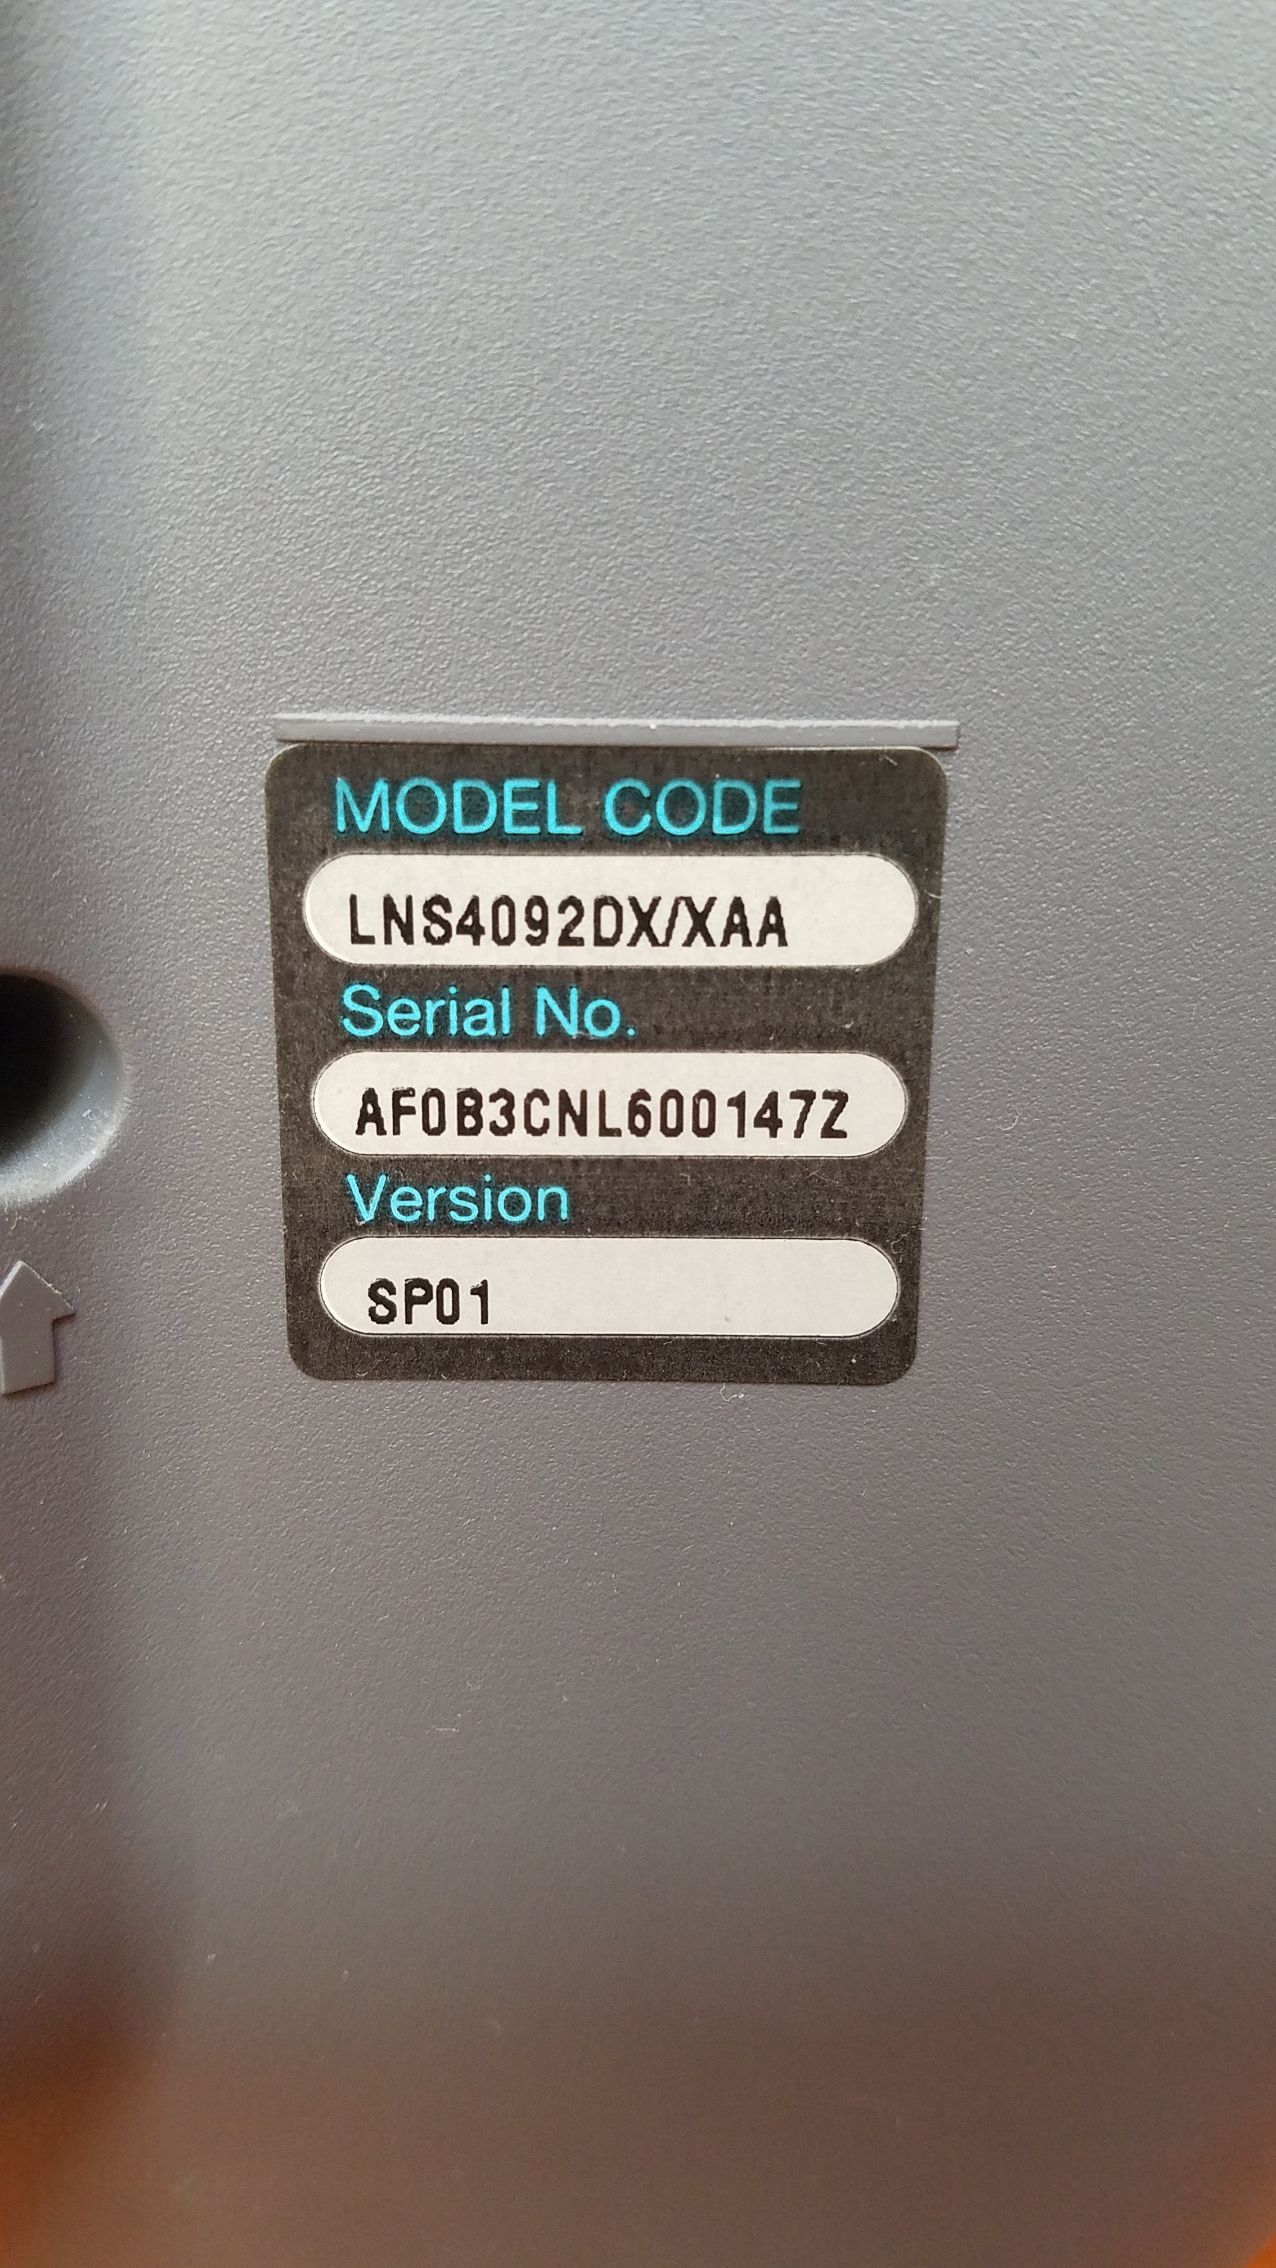 MODEL CODE
LNS4092DX/XAA
Serial No.
AF0B3CNL600147Z
Version
SP01